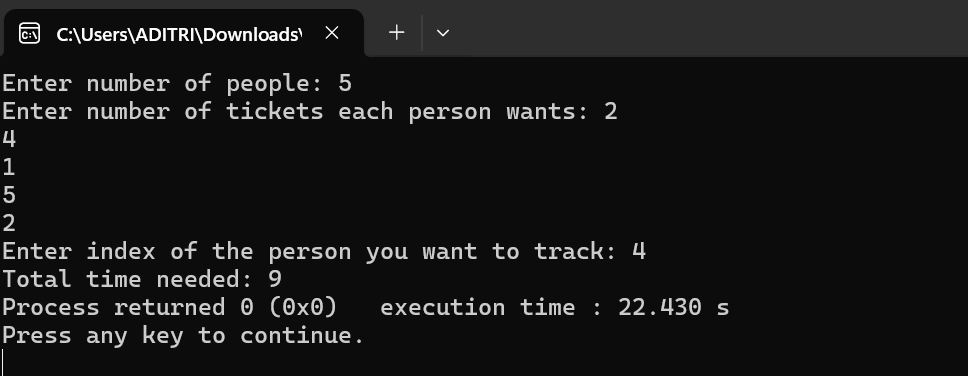 C:\Users\ADITRI\Downloads\
Enter number of people: 5
Enter number of tickets each person wants: 2
4
1
5
2
Enter index of the person you want to track: 4
Total time needed: 9
Process returned 0 (0x0)   execution time : 22.430 s
Press any key to continue.